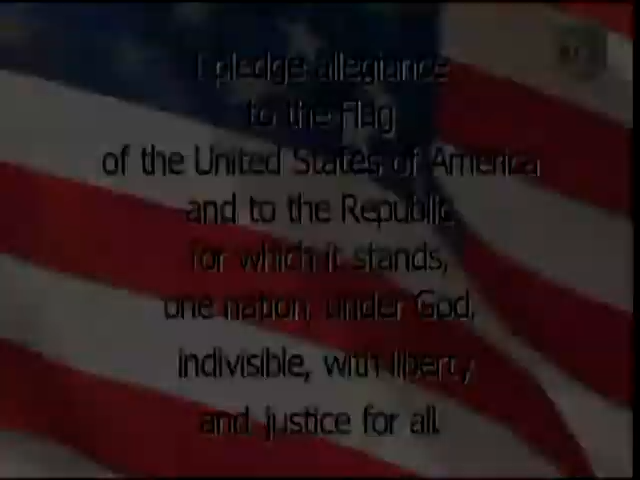 I pledge allegiance
to the Flag
of the United States of America
and to the Republic
for which it stands,
one nation, under God,
indivisible, with liberty
and justice for all.